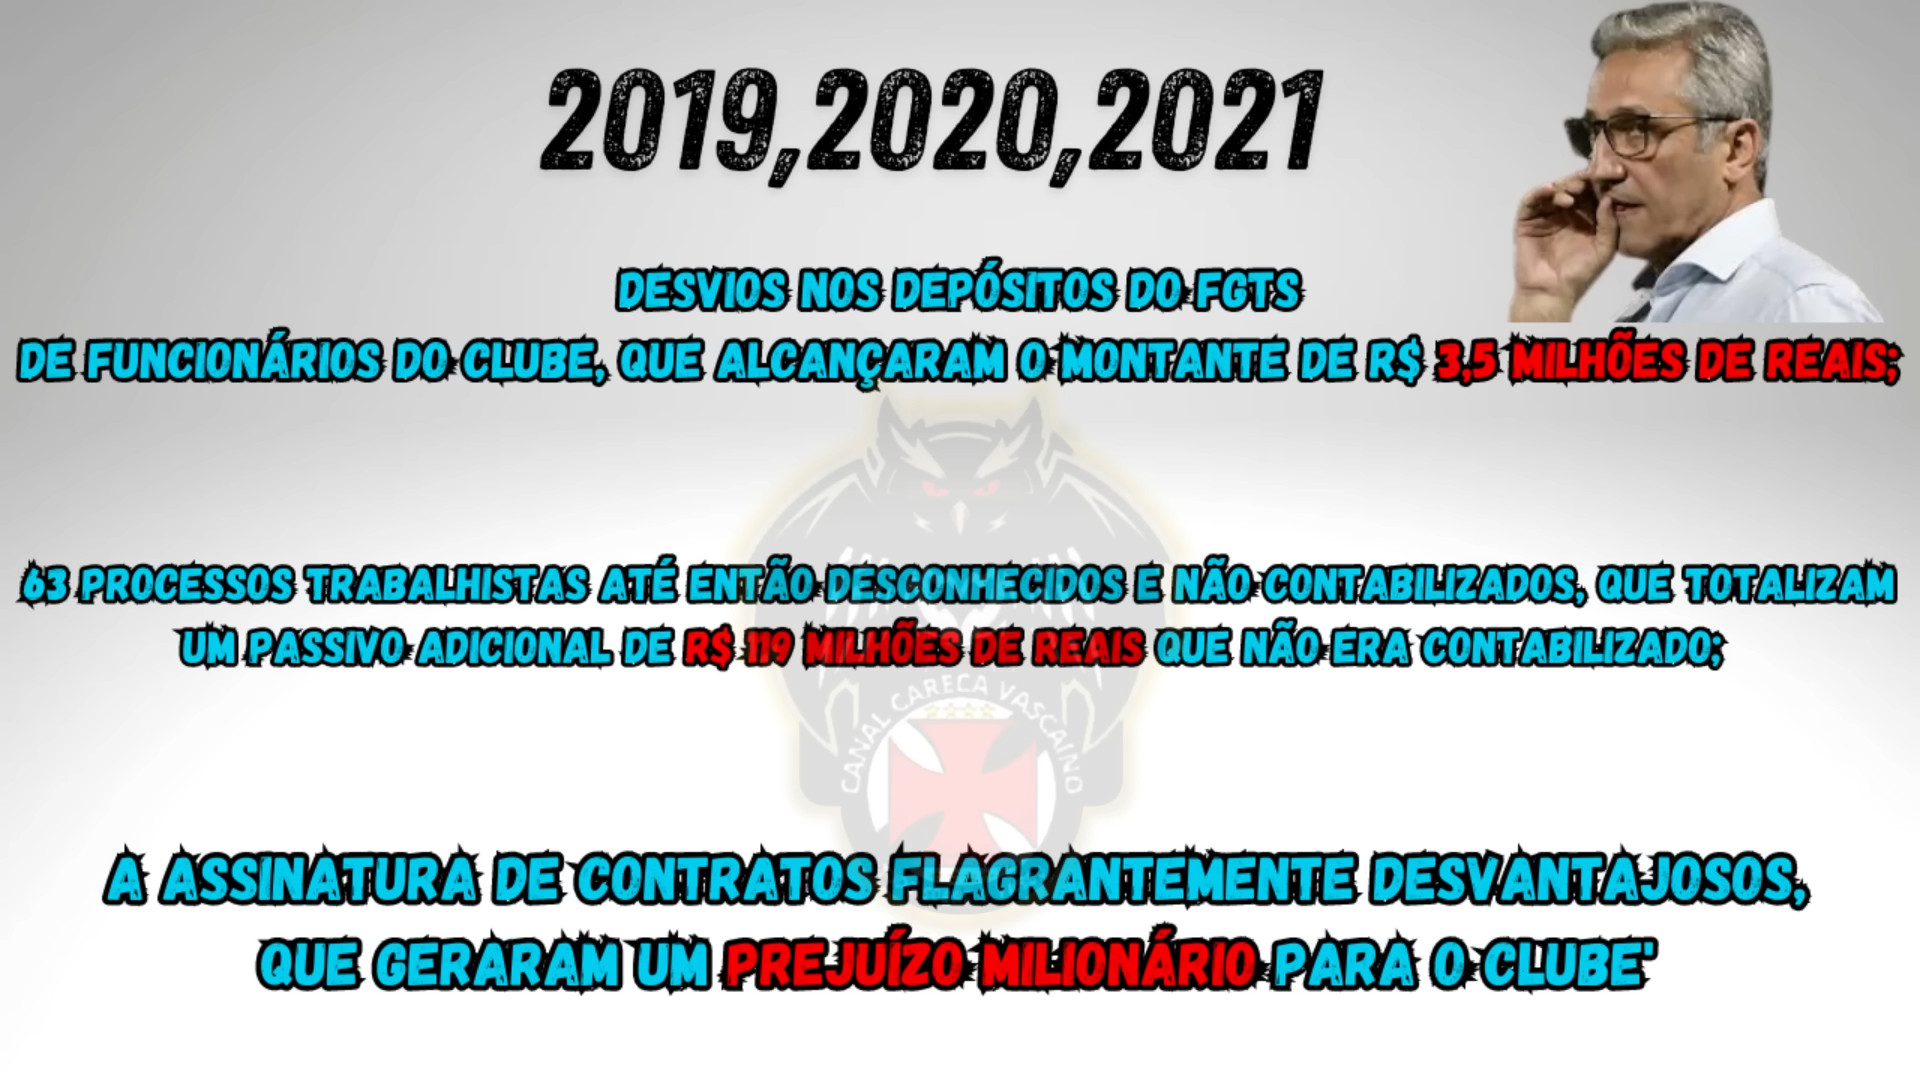 2019,2020,2021
DESVIOS NOS DEPÓSITOS DO FGTS
DE FUNCIONÁRIOS DO CLUBE, QUE ALCANÇARAM O MONTANTE DE R$ 3,5 MILHÕES DE REAIS;
63 PROCESSOS TRABALHISTAS ATÉ ENTÃO DESCONHECIDOS E NÃO CONTABILIZADOS, QUE TOTALIZAM
UM PASSIVO ADICIONAL DE R$ 119 MILHÕES DE REAIS QUE NÃO ERA CONTABILIZADO;
CANAL CARECA VASCAINO
A ASSINATURA DE CONTRATOS FLAGRANTEMENTE DESVANTAJOSOS,
QUE GERARAM UM PREJUÍZO MILIONÁRIO PARA O CLUBE'